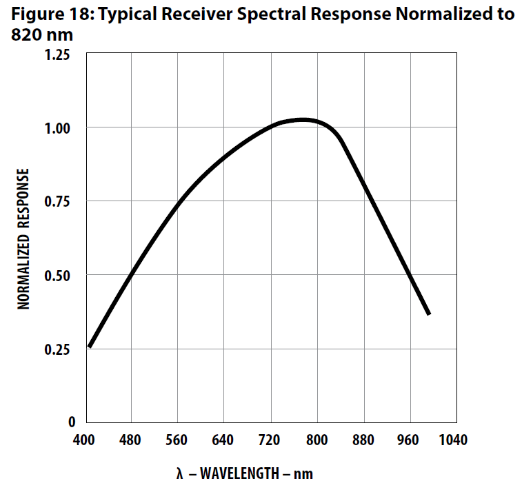 Figure 18: Typical Receiver Spectral Response Normalized to
820 nm
1.25
1.00
0.75
0.50
0.25
0
NORMALIZED RESPONSE
400 480 560 640 720 800 880 960 1040
λ – WAVELENGTH – nm